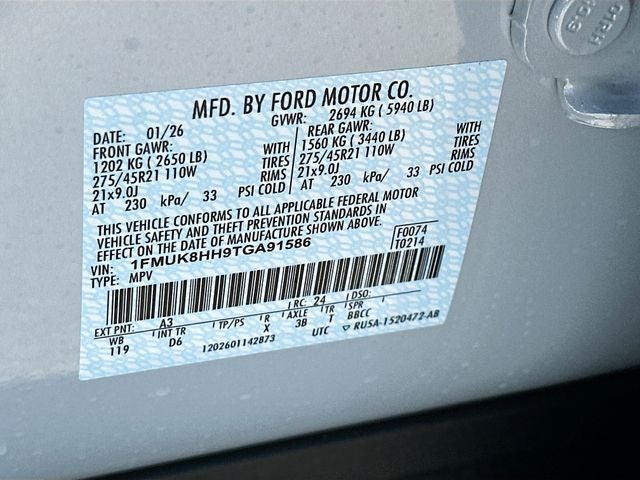 MFD. BY FORD MOTOR CO.
DATE: 01/26 GVWR: 2694 KG ( 5940 LB)
FRONT GAWR: REAR GAWR:
1202 KG ( 2650 LB) WITH 1560 KG ( 3440 LB) WITH
275/45R21 110W TIRES 275/45R21 110W TIRES
21x9.0J RIMS 21x9.0J RIMS
AT 230 kPa/ 33 PSI COLD AT 230 kPa/ 33 PSI COLD
THIS VEHICLE CONFORMS TO ALL APPLICABLE FEDERAL MOTOR
VEHICLE SAFETY AND THEFT PREVENTION STANDARDS IN
EFFECT ON THE DATE OF MANUFACTURE SHOWN ABOVE.
VIN: 1FMUK8HH9TGA91586 F0074
TYPE: MPV T0214
EXT PNT: A3 RC: 24 DSO:
WB INT TR TP/PS R AXLE TR SPR
119 D6 X 3B T BBCC
1202601142873 UTC ▽ RU5A-1520472-AB